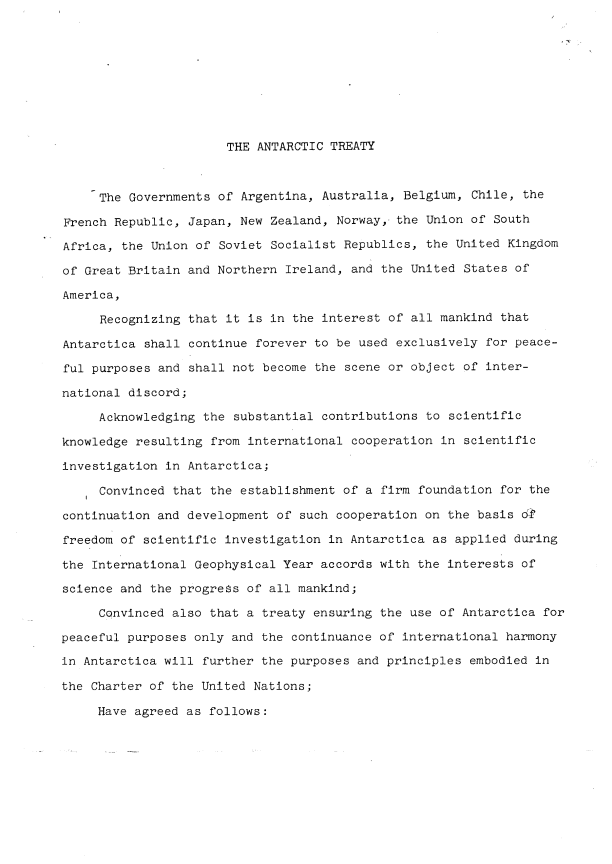 THE ANTARCTIC TREATY
The Governments of Argentina, Australia, Belgium, Chile, the
French Republic, Japan, New Zealand, Norway, the Union of South
Africa, the Union of Soviet Socialist Republics, the United Kingdom
of Great Britain and Northern Ireland, and the United States of
America,
Recognizing that it is in the interest of all mankind that
Antarctica shall continue forever to be used exclusively for peace-
ful purposes and shall not become the scene or object of inter-
national discord;
Acknowledging the substantial contributions to scientific
knowledge resulting from international cooperation in scientific
investigation in Antarctica;
Convinced that the establishment of a firm foundation for the
continuation and development of such cooperation on the basis of
freedom of scientific investigation in Antarctica as applied during
the International Geophysical Year accords with the interests of
science and the progress of all mankind;
Convinced also that a treaty ensuring the use of Antarctica for
peaceful purposes only and the continuance of international harmony
in Antarctica will further the purposes and principles embodied in
the Charter of the United Nations;
Have agreed as follows: